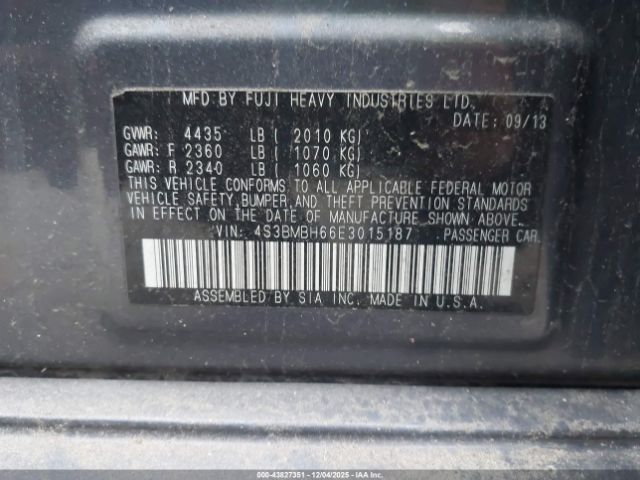 MFD BY FUJI HEAVY INDUSTRIES LTD.
DATE: 09/13
GVWR: 4435 LB ( 2010 KG)
GAWR: F 2360 LB ( 1070 KG)
GAWR: R 2340 LB ( 1060 KG)
THIS VEHICLE CONFORMS TO ALL APPLICABLE FEDERAL MOTOR
VEHICLE SAFETY, BUMPER, AND THEFT PREVENTION STANDARDS
IN EFFECT ON THE DATE OF MANUFACTURE SHOWN ABOVE.
VIN: 4S3BMBH66E3015187 PASSENGER CAR
ASSEMBLED BY SIA INC. MADE IN U.S.A.
000-43827351 - 12/04/2025 - IAAI.CA